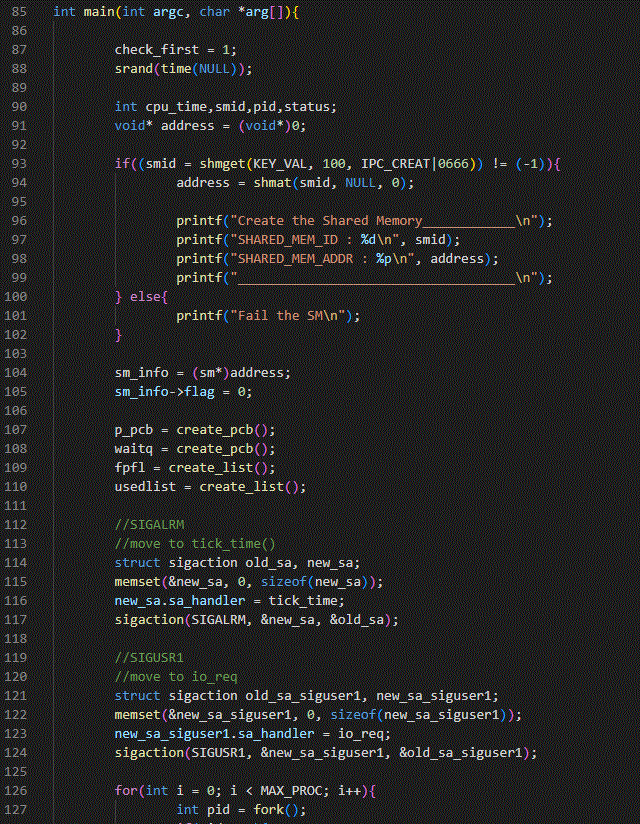 85 int main(int argc, char *arg[]){
86
87 check_first = 1;
88 srand(time(NULL));
89
90 int cpu_time,smid,pid,status;
91 void* address = (void*)0;
92
93 if((smid = shmget(KEY_VAL, 100, IPC_CREAT|0666)) != (-1)){
94 address = shmat(smid, NULL, 0);
95
96 printf("Create the Shared Memory____________\n");
97 printf("SHARED_MEM_ID : %d\n", smid);
98 printf("SHARED_MEM_ADDR : %p\n", address);
99 printf("____________________________________\n");
100 } else{
101 printf("Fail the SM\n");
102 }
103
104 sm_info = (sm*)address;
105 sm_info->flag = 0;
106
107 p_pcb = create_pcb();
108 waitq = create_pcb();
109 fpfl = create_list();
110 usedlist = create_list();
111
112 //SIGALRM
113 //move to tick_time()
114 struct sigaction old_sa, new_sa;
115 memset(&new_sa, 0, sizeof(new_sa));
116 new_sa.sa_handler = tick_time;
117 sigaction(SIGALRM, &new_sa, &old_sa);
118
119 //SIGUSR1
120 //move to io_req
121 struct sigaction old_sa_siguser1, new_sa_siguser1;
122 memset(&new_sa_siguser1, 0, sizeof(new_sa_siguser1));
123 new_sa_siguser1.sa_handler = io_req;
124 sigaction(SIGUSR1, &new_sa_siguser1, &old_sa_siguser1);
125
126 for(int i = 0; i < MAX_PROC; i++){
127 int pid = fork();